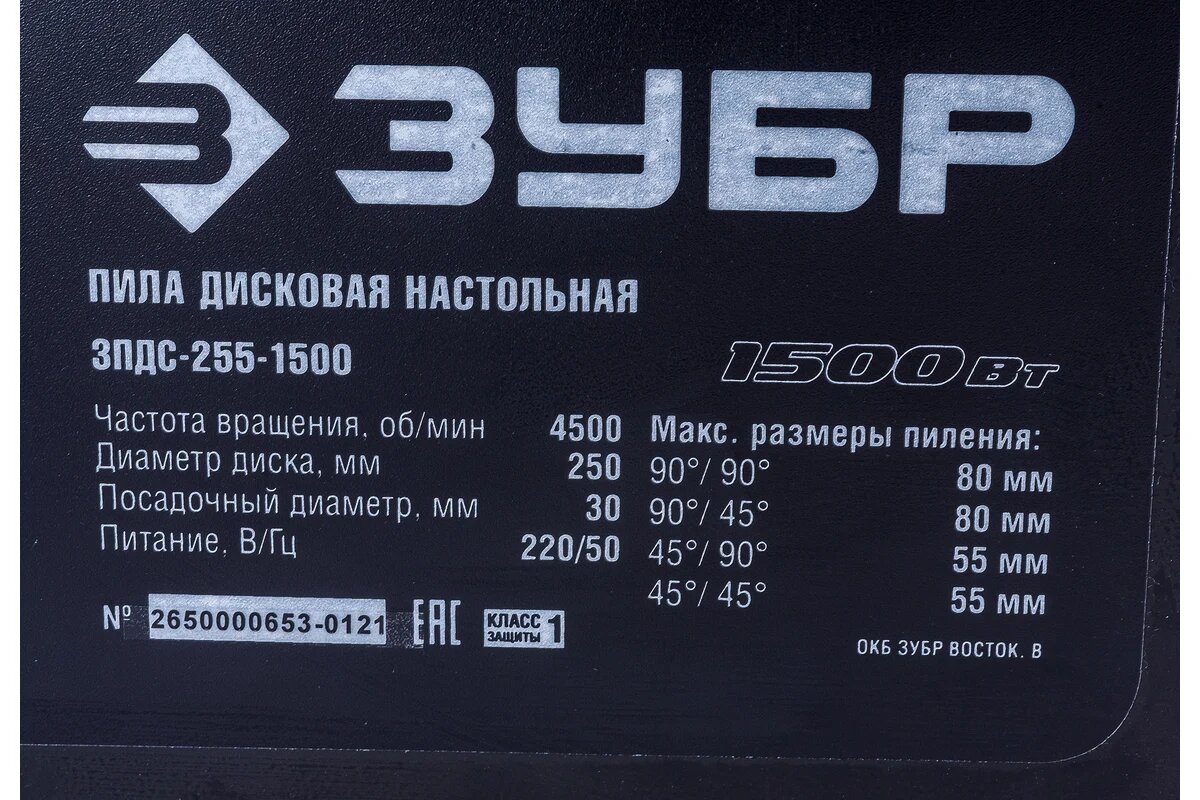 ЗУБР
ПИЛА ДИСКОВАЯ НАСТОЛЬНАЯ
ЗПДС-255-1500
1500 Вт
Частота вращения, об/мин 4500
Диаметр диска, мм 250
Посадочный диаметр, мм 30
Питание, В/Гц 220/50
Макс. размеры пиления:
90°/ 90° 80 мм
90°/ 45° 80 мм
45°/ 90° 55 мм
45°/ 45° 55 мм
№ 2650000653-0121 EAC КЛАСС ЗАЩИТЫ 1
ОКБ ЗУБР ВОСТОК. В